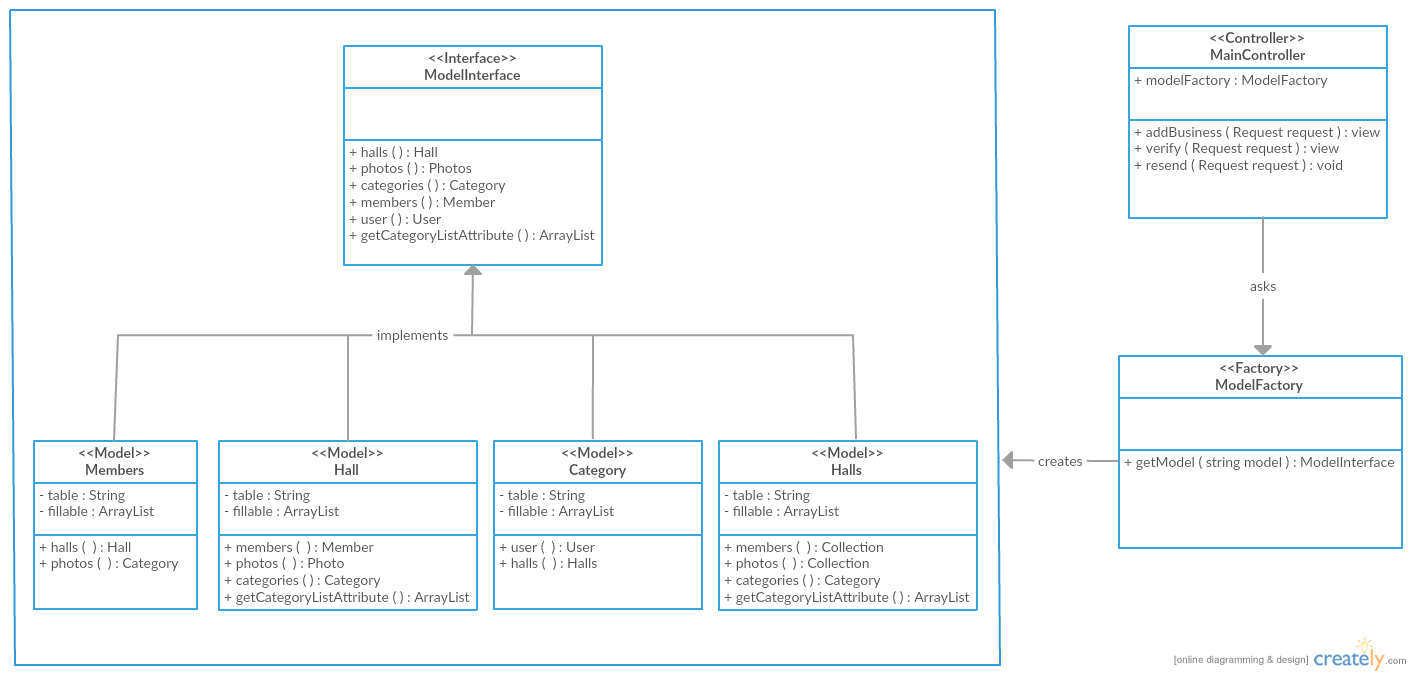 <<Interface>>
ModelInterface
+ halls ( ) : Hall
+ photos ( ) : Photos
+ categories ( ) : Category
+ members ( ) : Member
+ user ( ) : User
+ getCategoryListAttribute ( ) : ArrayList
<<Controller>>
MainController
+ modelFactory : ModelFactory
+ addBusiness ( Request request ) : view
+ verify ( Request request ) : view
+ resend ( Request request ) : void
asks
implements
<<Factory>>
ModelFactory
+ getModel ( string model ) : ModelInterface
creates
<<Model>>
Members
- table : String
- fillable : ArrayList
+ halls ( ) : Hall
+ photos ( ) : Category
<<Model>>
Hall
- table : String
- fillable : ArrayList
+ members ( ) : Member
+ photos ( ) : Photo
+ categories ( ) : Category
+ getCategoryListAttribute ( ) : ArrayList
<<Model>>
Category
- table : String
- fillable : ArrayList
+ user ( ) : User
+ halls ( ) : Halls
<<Model>>
Halls
- table : String
- fillable : ArrayList
+ members ( ) : Collection
+ photos ( ) : Collection
+ categories ( ) : Category
+ getCategoryListAttribute ( ) : ArrayList
[online diagramming & design] creately.com